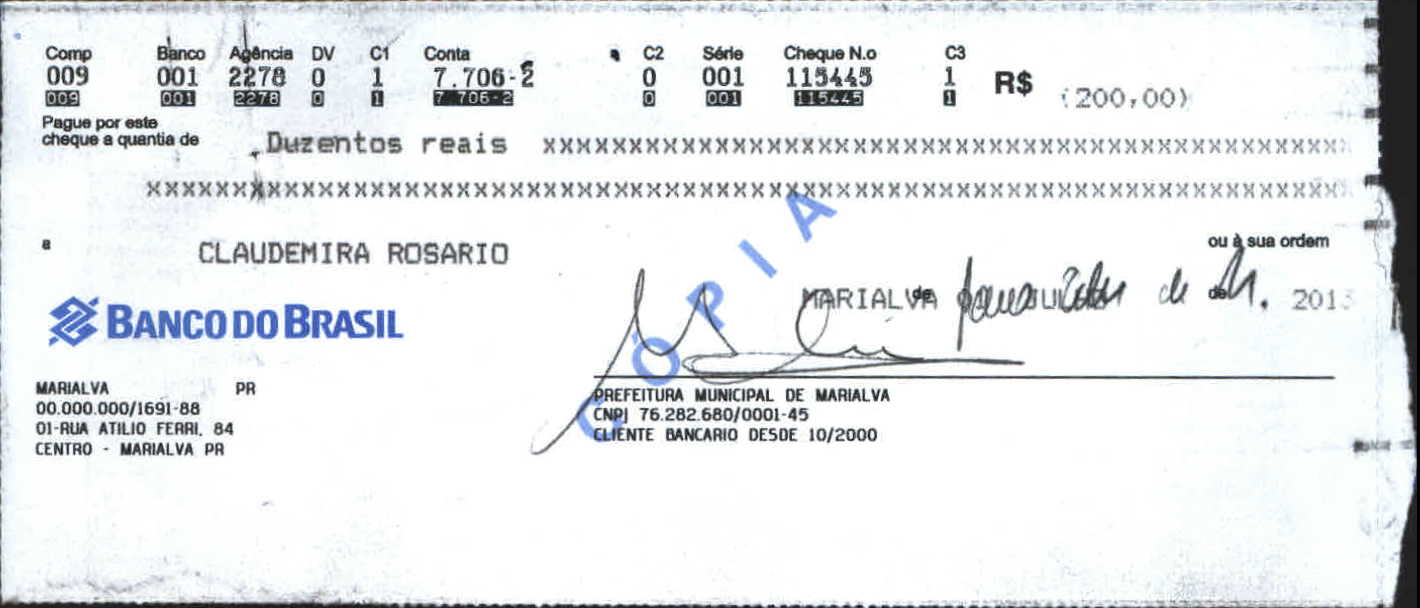 Comp Banco Agência DV C1 Conta C2 Série Cheque N.o C3
009 001 2278 0 1 7.706-2 0 001 115445 1 R$ (200,00)
009 001 2278 0 1 7.706-2 0 001 115445 1
Pague por este
cheque a quantia de Duzentos reais xxxxxxxxxxxxxxxxxxxxxxxxxxxxxxxxxxxxxxxxxxxxxxxxxxxxxxx
xxxxxxxxxxxxxxxxxxxxxxxxxxxxxxxxxxxxxxxxxxxxxxxxxxxxxxxxxxxxxxxxxxxxxxxxxxxxxx
a CLAUDEMIRA ROSARIO ou à sua ordem
MARIALVA de de 201
BANCO DO BRASIL
CÓPIA
MARIALVA PR
00.000.000/1691-88
01-RUA ATILIO FERRI, 84
CENTRO - MARIALVA PR
PREFEITURA MUNICIPAL DE MARIALVA
CNPJ 76.282.680/0001-45
CLIENTE BANCARIO DESDE 10/2000